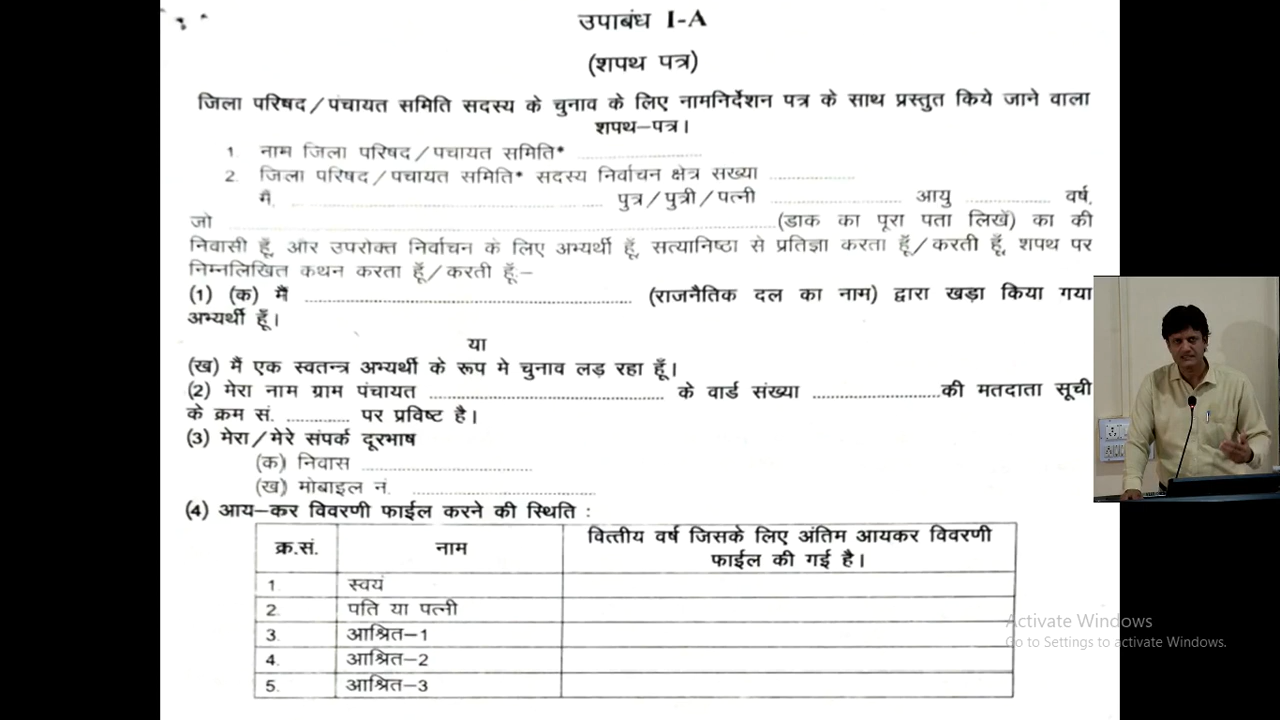 उपाबंध I-A
(शपथ पत्र)
जिला परिषद/पंचायत समिति सदस्य के चुनाव के लिए नामनिर्देशन पत्र के साथ प्रस्तुत किये जाने वाला
शपथ–पत्र।
1. नाम जिला परिषद/पचायत समिति* ....................
2. जिला परिषद/पचायत समिति* सदस्य निर्वाचन क्षेत्र सख्या ..............
मैं, .................................................... पुत्र/पुत्री/पत्नी ...................... आयु .............. वर्ष,
जो ............................................................................................(डाक का पूरा पता लिखें) का की
निवासी हूँ, और उपरोक्त निर्वाचन के लिए अभ्यर्थी हूँ, सत्यानिष्ठा से प्रतिज्ञा करता हूँ/करती हूँ, शपथ पर
निम्नलिखित कथन करता हूँ/करती हूँ:–
(1) (क) मैं ...................................................... (राजनैतिक दल का नाम) द्वारा खड़ा किया गया
अभ्यर्थी हूँ।
या
(ख) मैं एक स्वतन्त्र अभ्यर्थी के रूप मे चुनाव लड़ रहा हूँ।
(2) मेरा नाम ग्राम पंचायत ........................................... के वार्ड संख्या .....................की मतदाता सूची
के क्रम सं. ........... पर प्रविष्ट है।
(3) मेरा/मेरे संपर्क दूरभाष
(क) निवास ............................
(ख) मोबाइल नं. ..............................
(4) आय–कर विवरणी फाईल करने की स्थिति :
क्र.सं. नाम वित्तीय वर्ष जिसके लिए अंतिम आयकर विवरणी
फाईल की गई है।
1. स्वयं
2. पति या पत्नी
3. आश्रित–1
4. आश्रित–2
5. आश्रित–3
Activate Windows
Go to Settings to activate Windows.